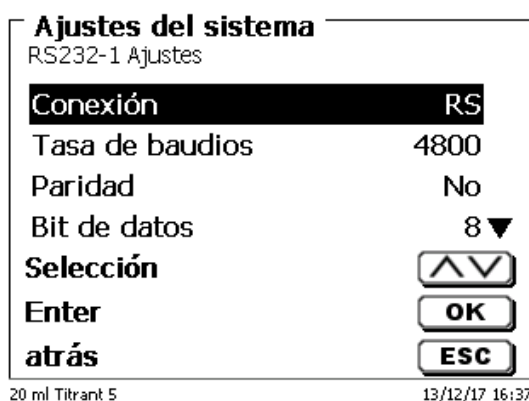 Ajustes del sistema
RS232-1 Ajustes
Conexión RS
Tasa de baudios 4800
Paridad No
Bit de datos 8
Selección
Enter OK
atrás ESC
20 ml Titrant 5 13/12/17 16:37